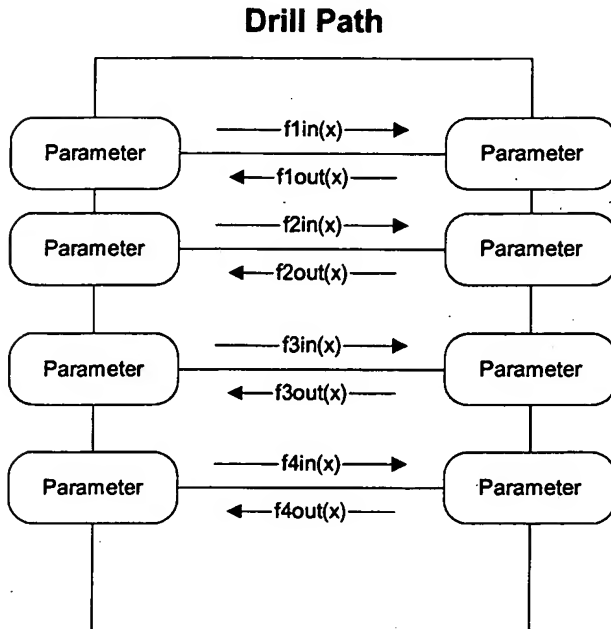 Drill Path
f1in(x)
Parameter Parameter
f1out(x)
f2in(x)
Parameter Parameter
f2out(x)
f3in(x)
Parameter Parameter
f3out(x)
f4in(x)
Parameter Parameter
f4out(x)